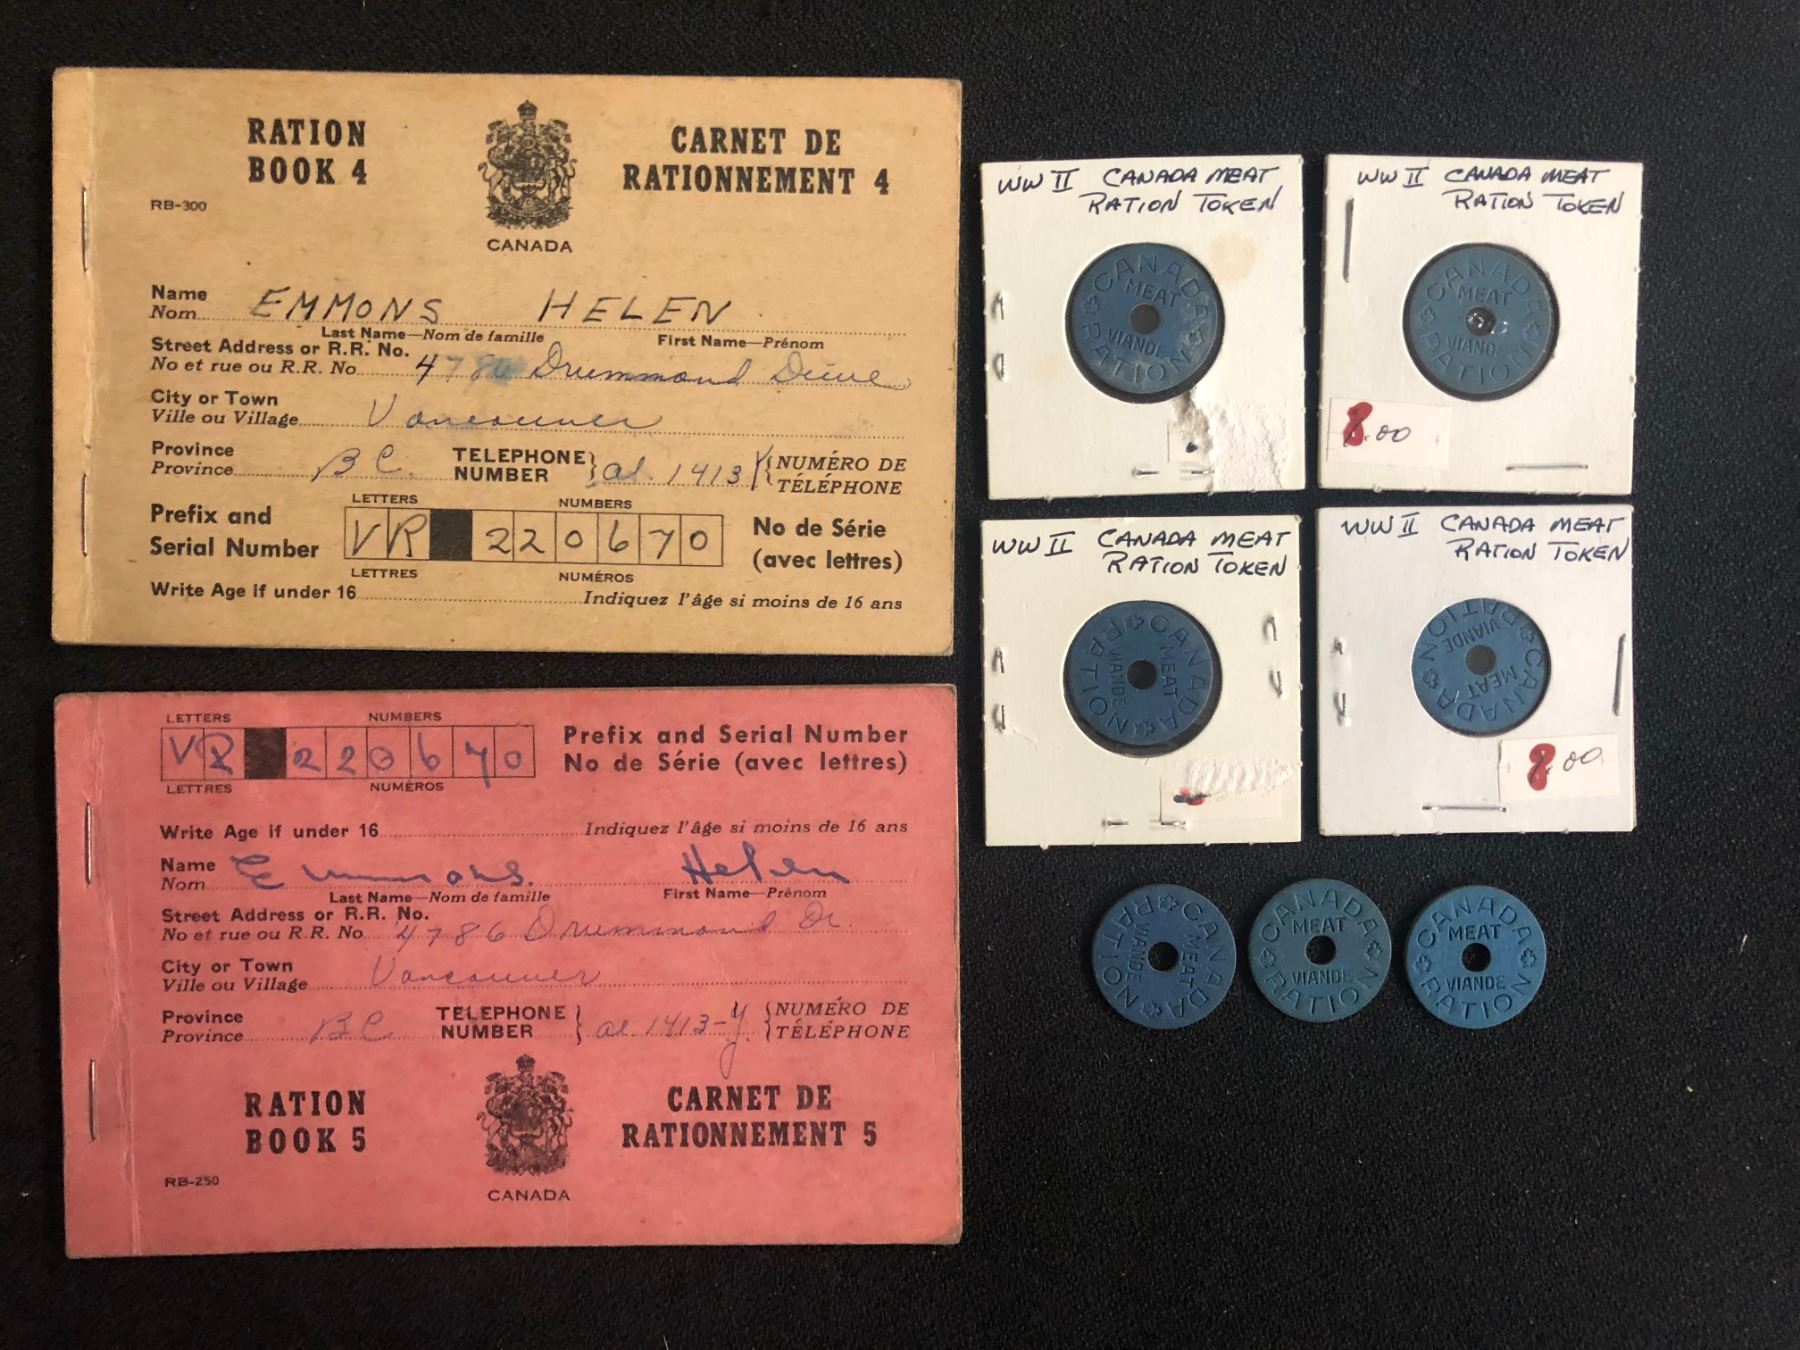 RATION
BOOK 4
CARNET DE
RATIONNEMENT 4
RB-300
CANADA
Name EMMONS HELEN
Nom
Last Name—Nom de famille First Name—Prénom
Street Address or R.R. No.
No et rue ou R.R. No 4786 Drummond Drive
City or Town
Ville ou Village Vancouver
Province
Province BC. TELEPHONE NUMBER al. 1413 Y NUMÉRO DE TÉLÉPHONE
LETTERS NUMBERS
Prefix and
Serial Number VR 220670 No de Série
(avec lettres)
LETTRES NUMÉROS
Write Age if under 16 Indiquez l'âge si moins de 16 ans
LETTERS NUMBERS
VR 220670 Prefix and Serial Number
No de Série (avec lettres)
LETTRES NUMÉROS
Write Age if under 16 Indiquez l'âge si moins de 16 ans
Name Emmons. Helen
Nom
Last Name—Nom de famille First Name—Prénom
Street Address or R.R. No.
No et rue ou R.R. No 4786 Drummond Dr.
City or Town
Ville ou Village Vancouver
Province
Province BC TELEPHONE NUMBER al. 1413-y NUMÉRO DE TÉLÉPHONE
RATION
BOOK 5
CARNET DE
RATIONNEMENT 5
RB-250
CANADA
WW II CANADA MEAT
RATION TOKEN
CANADA
MEAT
VIANDE
RATION
WW II CANADA MEAT
RATION TOKEN
CANADA
MEAT
VIANDE
RATION
8.00
WW II CANADA MEAT
RATION TOKEN
CANADA
MEAT
VIANDE
RATION
WW II CANADA MEAT
RATION TOKEN
CANADA
MEAT
VIANDE
RATION
8.00
CANADA
MEAT
VIANDE
RATION
CANADA
MEAT
VIANDE
RATION
CANADA
MEAT
VIANDE
RATION